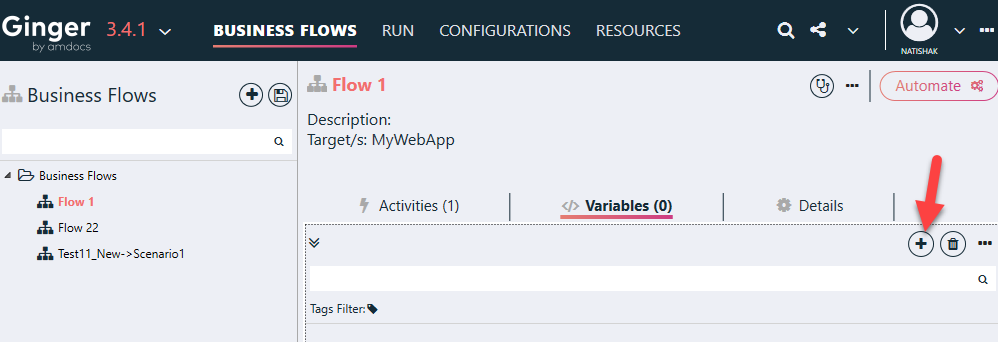 Ginger 3.4.1
by amdocs
BUSINESS FLOWS RUN CONFIGURATIONS RESOURCES
NATISHAK
Business Flows
Flow 1
Automate
Description:
Target/s: MyWebApp
Business Flows
Flow 1
Flow 22
Test11_New->Scenario1
Activities (1) Variables (0) Details
Tags Filter: